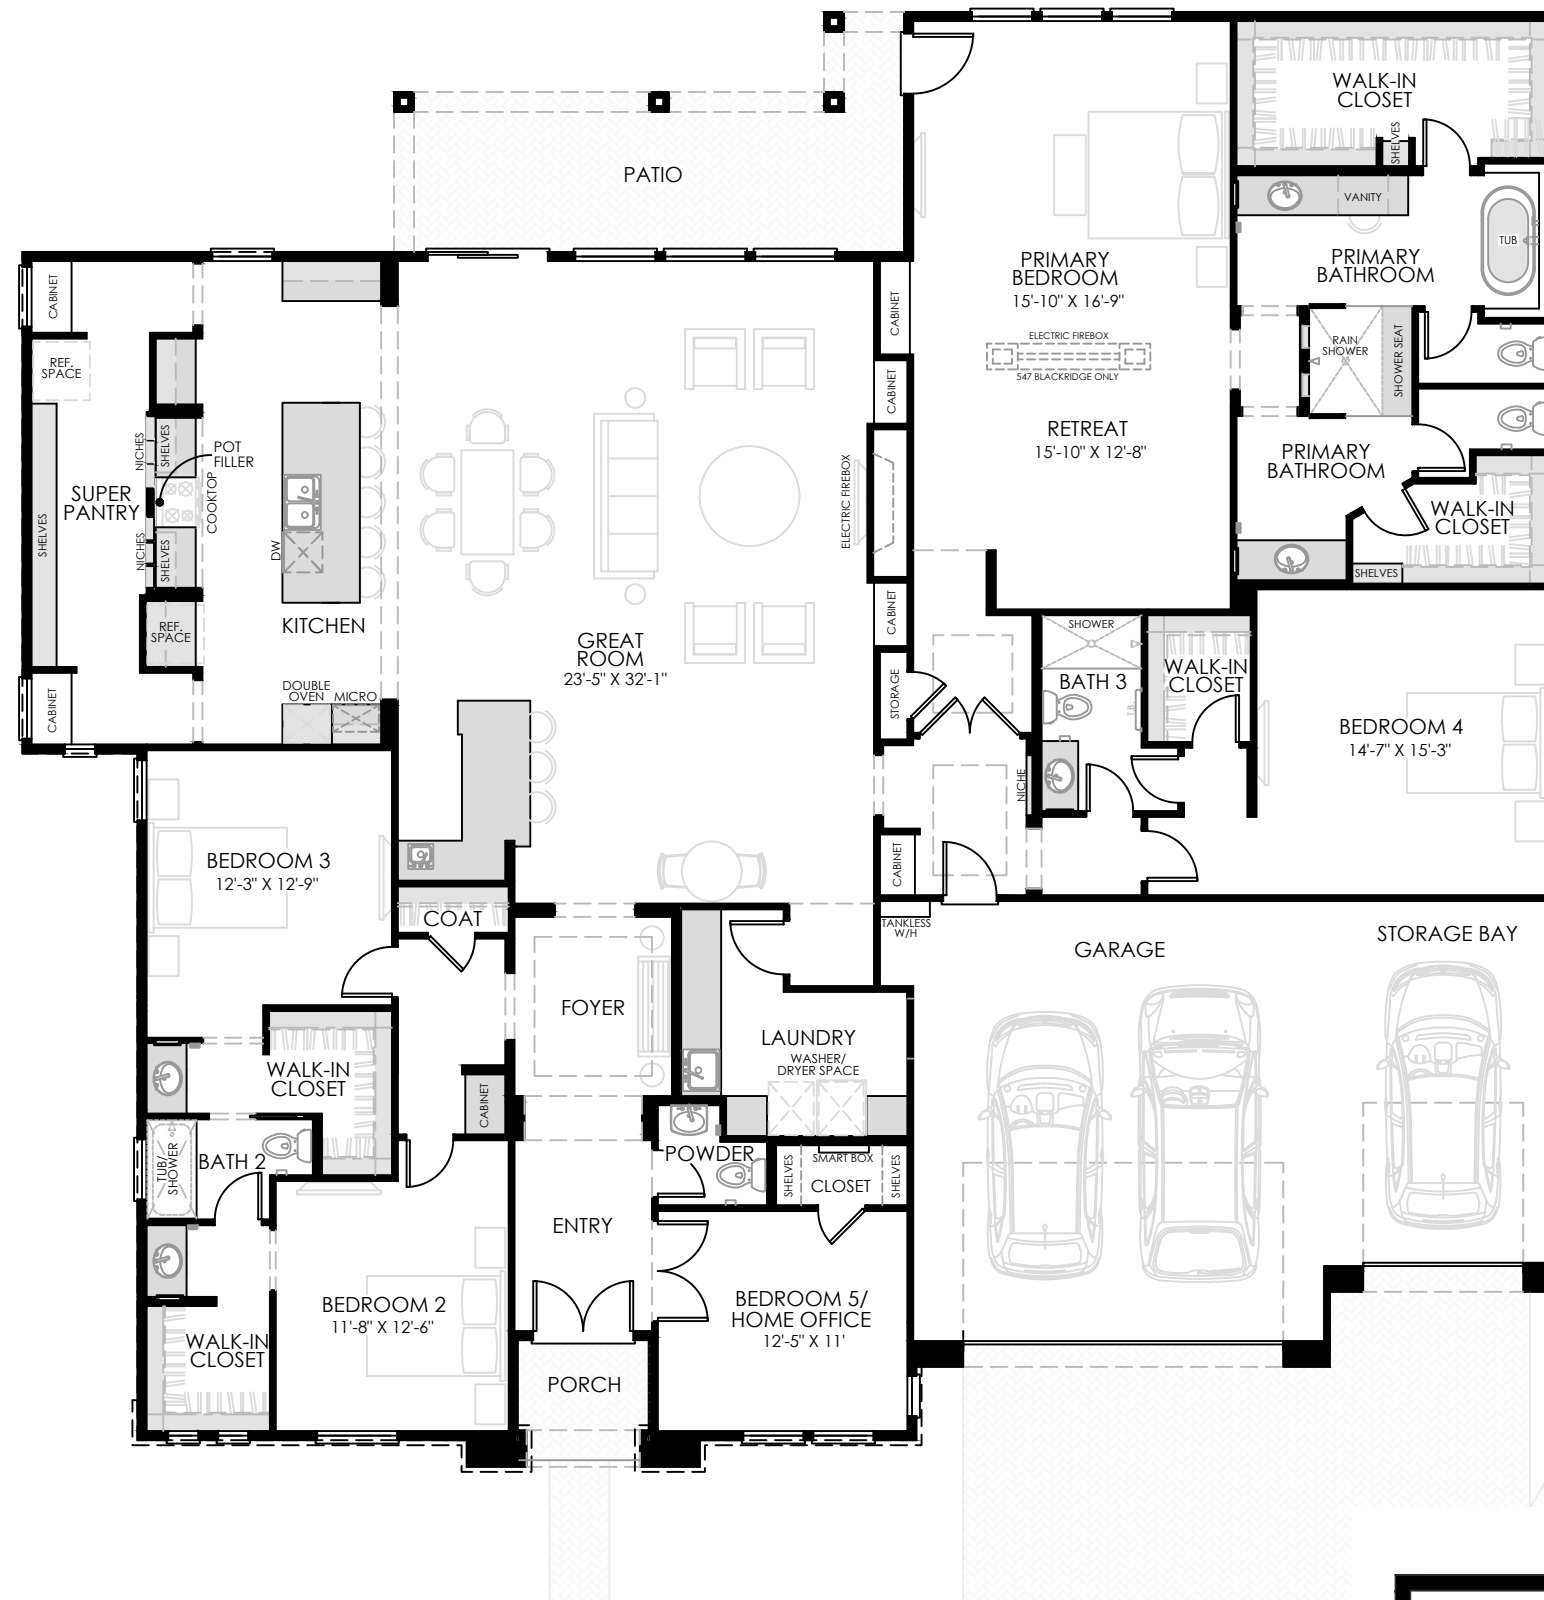 WALK-IN
CLOSET
SHELVES
PATIO
VANITY
TUB
PRIMARY
BATHROOM
PRIMARY
BEDROOM
15'-10" X 16'-9"
CABINET
CABINET
ELECTRIC FIREBOX
547 BLACKRIDGE ONLY
RAIN
SHOWER
SHOWER SEAT
REF.
SPACE
CABINET
RETREAT
15'-10" X 12'-8"
NICHES
SHELVES
POT
FILLER
PRIMARY
BATHROOM
SUPER
PANTRY
COOKTOP
ELECTRIC FIREBOX
WALK-IN
CLOSET
SHELVES
NICHES
SHELVES
DW
SHELVES
REF.
SPACE
KITCHEN
CABINET
SHOWER
GREAT
ROOM
23'-5" X 32'-1"
WALK-IN
CLOSET
BATH 3
T.B.
DOUBLE
OVEN
MICRO
CABINET
STORAGE
BEDROOM 4
14'-7" X 15'-3"
NICHE
BEDROOM 3
12'-3" X 12'-9"
CABINET
COAT
TANKLESS
W/H
GARAGE
STORAGE BAY
FOYER
LAUNDRY
WASHER/
DRYER SPACE
WALK-IN
CLOSET
CABINET
BATH 2
TUB/
SHOWER
POWDER
SHELVES
SMART BOX
CLOSET
SHELVES
ENTRY
BEDROOM 2
11'-8" X 12'-6"
BEDROOM 5/
HOME OFFICE
12'-5" X 11'
WALK-IN
CLOSET
PORCH